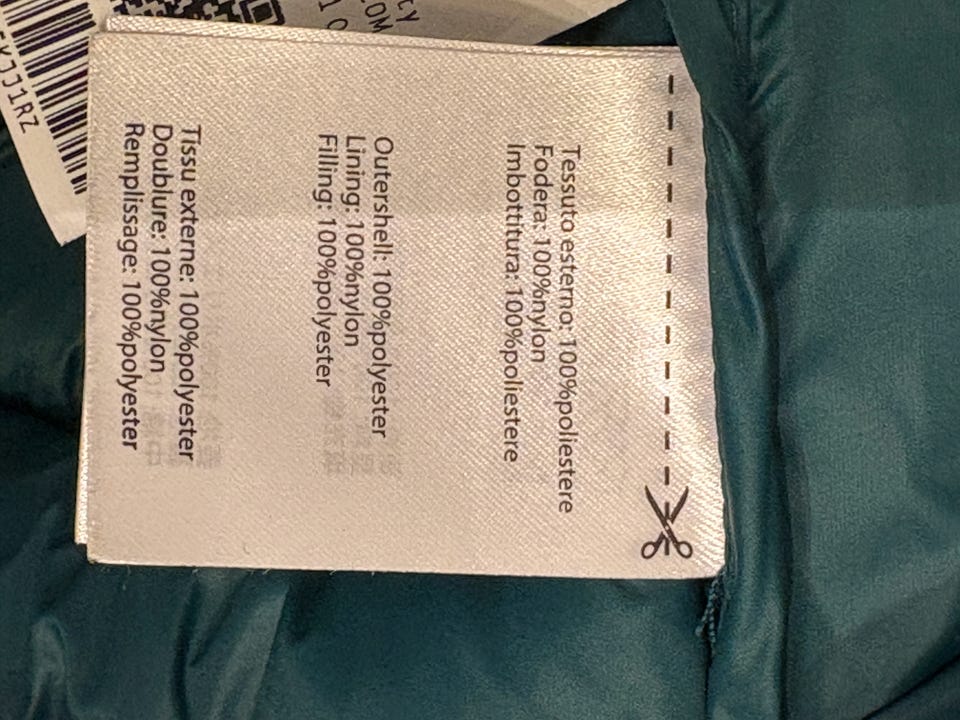 Tessuto esterno: 100%poliestere
Fodera: 100%nylon
Imbottitura: 100%poliestere
Outershell: 100%polyester
Lining: 100%nylon
Filling: 100%polyester
Tissu externe: 100%polyester
Doublure: 100%nylon
Remplissage: 100%polyester